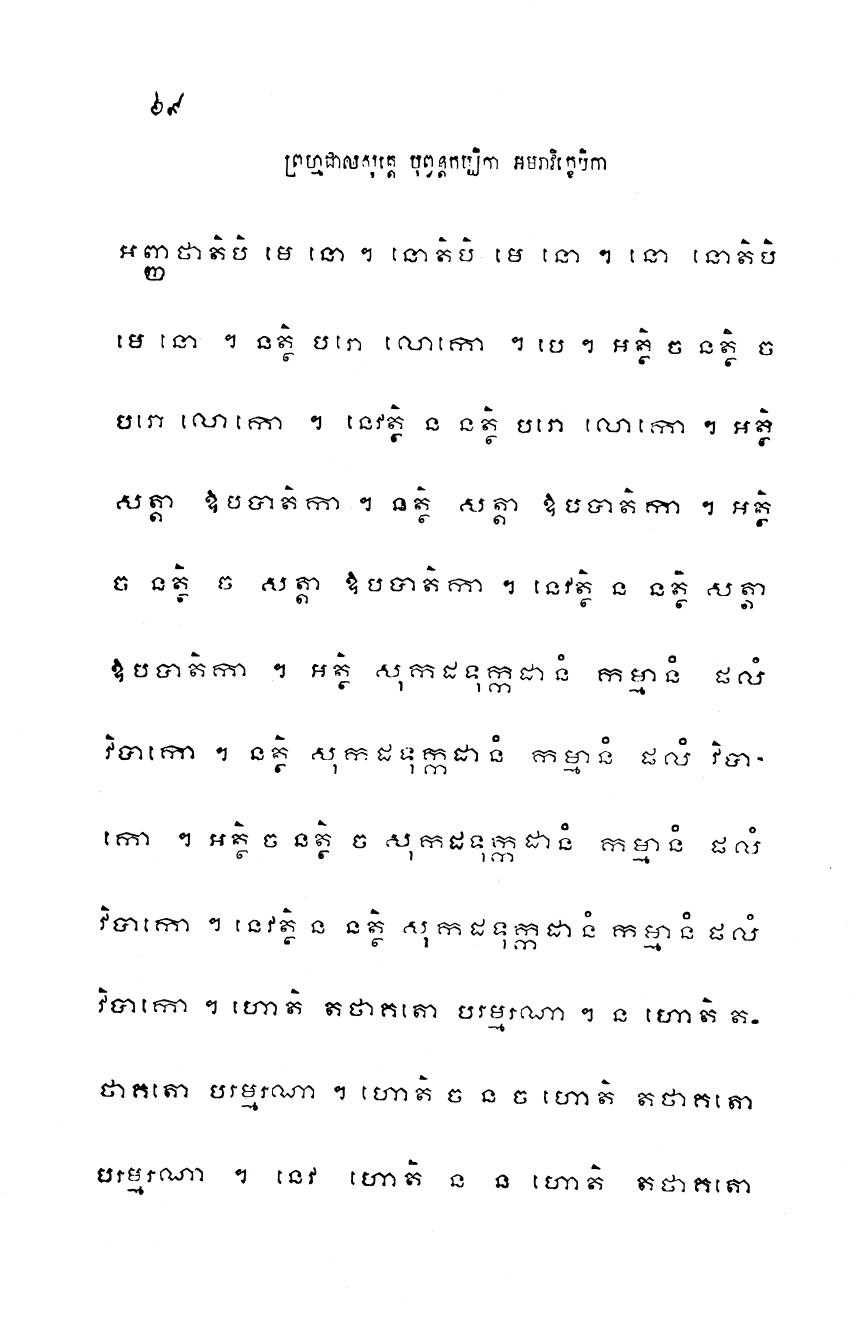 ៦៩
ព្រហ្មជាលសុត្តេ បុព្វន្តកប្បិកា អមរាវិក្ខេបិកា
អញ្ញថាតិបិ មេ នោ ។ នោតិបិ មេ នោ ។ នោ នោតិបិ
មេ នោ ។ នត្ថិ បរោ លោកោ ។ បេ ។ អត្ថិ ច នត្ថិ ច
បរោ លោកោ ។ នេវត្ថិ ន នត្ថិ បរោ លោកោ ។ អត្ថិ
សត្តា ឱបបាតិកា ។ នត្ថិ សត្តា ឱបបាតិកា ។ អត្ថិ
ច នត្ថិ ច សត្តា ឱបបាតិកា ។ នេវត្ថិ ន នត្ថិ សត្តា
ឱបបាតិកា ។ អត្ថិ សុកដទុក្កដានំ កម្មានំ ផលំ
វិបាកោ ។ នត្ថិ សុកដទុក្កដានំ កម្មានំ ផលំ វិបា-
កោ ។ អត្ថិ ច នត្ថិ ច សុកដទុក្កដានំ កម្មានំ ផលំ
វិបាកោ ។ នេវត្ថិ ន នត្ថិ សុកដទុក្កដានំ កម្មានំ ផលំ
វិបាកោ ។ ហោតិ តថាគតោ បរម្មរណា ។ ន ហោតិ ត-
ថាគតោ បរម្មរណា ។ ហោតិ ច ន ច ហោតិ តថាគតោ
បរម្មរណា ។ នេវ ហោតិ ន ន ហោតិ តថាគតោ